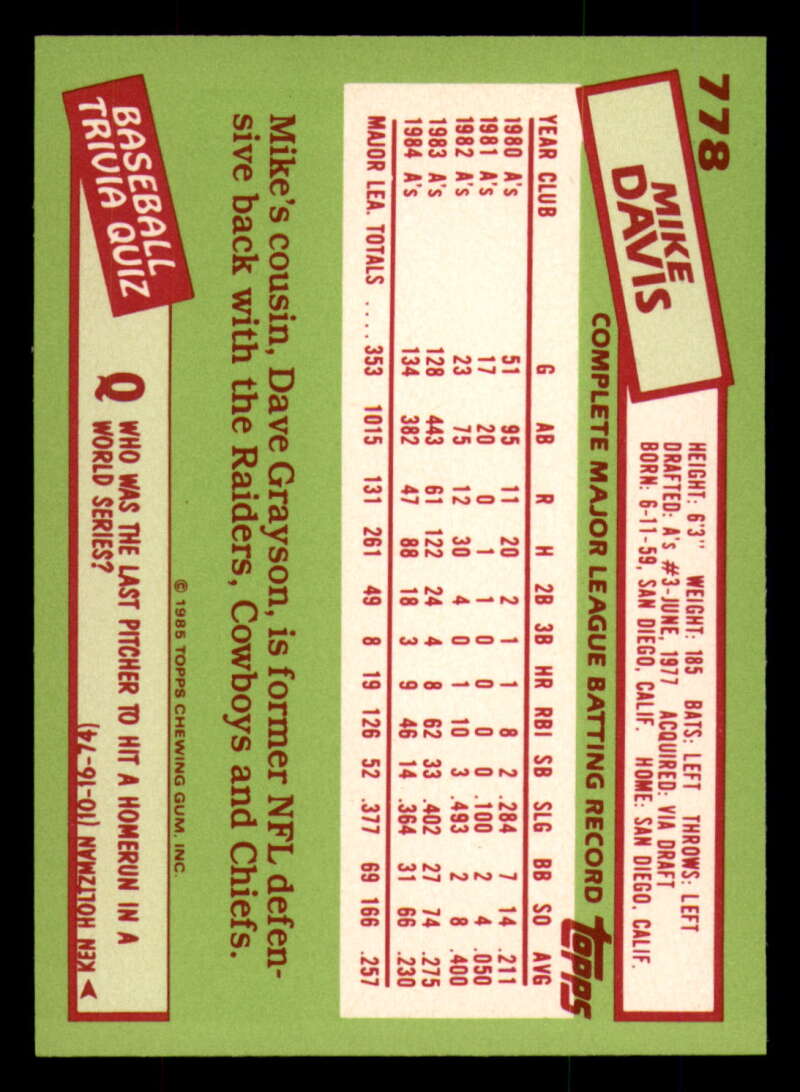 778
MIKE
DAVIS
HEIGHT: 6'3" WEIGHT: 185 BATS: LEFT THROWS: LEFT
DRAFTED: A's #3-JUNE, 1977 ACQUIRED: VIA DRAFT
BORN: 6-11-59, SAN DIEGO, CALIF. HOME: SAN DIEGO, CALIF.
COMPLETE MAJOR LEAGUE BATTING RECORD topps
YEAR CLUB G AB R H 2B 3B HR RBI SB SLG BB SO AVG
1980 A's 51 95 11 20 2 1 1 8 2 .284 7 14 .211
1981 A's 17 20 0 1 1 0 0 0 0 .100 2 4 .050
1982 A's 23 75 12 30 4 0 1 10 3 .493 2 8 .400
1983 A's 128 443 61 122 24 4 8 62 33 .402 27 74 .275
1984 A's 134 382 47 88 18 3 9 46 14 .364 31 66 .230
MAJOR LEA. TOTALS .... 353 1015 131 261 49 8 19 126 52 .377 69 166 .257
Mike's cousin, Dave Grayson, is former NFL defen-
sive back with the Raiders, Cowboys and Chiefs.
© 1985 TOPPS CHEWING GUM, INC.
BASEBALL
TRIVIA QUIZ
Q WHO WAS THE LAST PITCHER TO HIT A HOMERUN IN A
WORLD SERIES?
KEN HOLTZMAN (10-16-74)